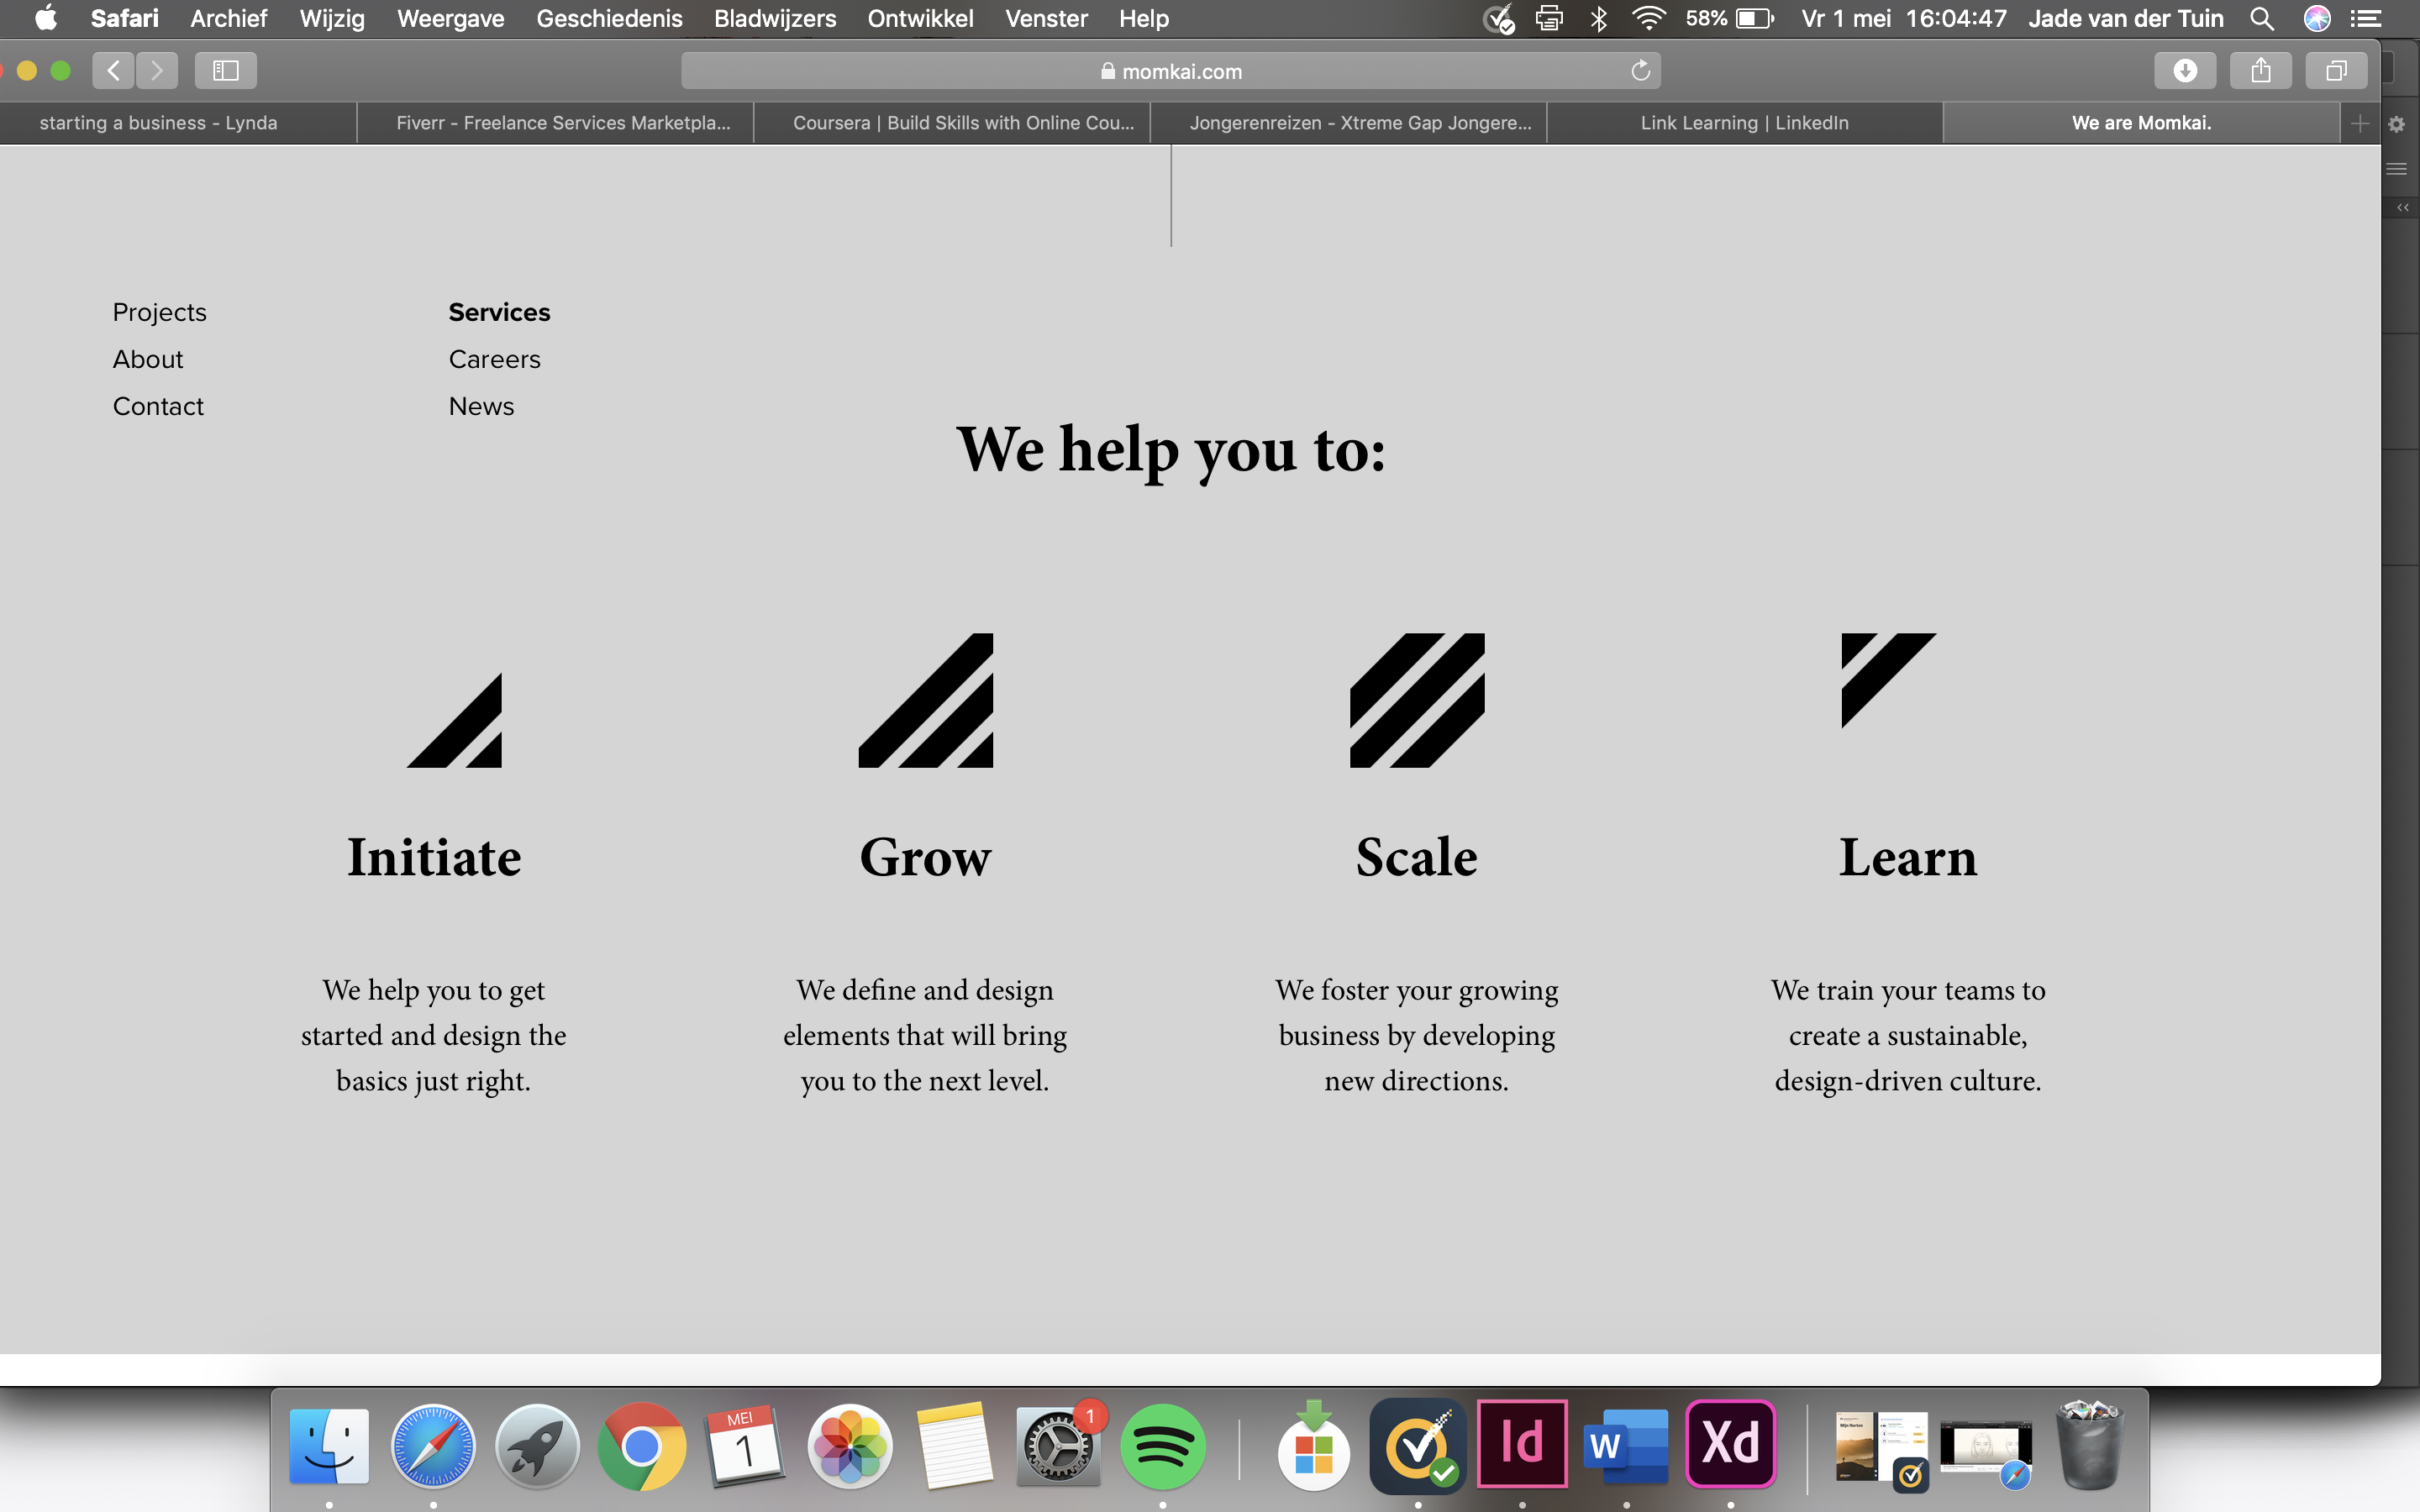 Safari Archief Wijzig Weergave Geschiedenis Bladwijzers Ontwikkel Venster Help 58% Vr 1 mei 16:04:47 Jade van der Tuin
momkai.com
starting a business - Lynda Fiverr - Freelance Services Marketpla... Coursera | Build Skills with Online Cou... Jongerenreizen - Xtreme Gap Jongere... Link Learning | LinkedIn We are Momkai.
Projects Services
About Careers
Contact News
We help you to:
Initiate Grow Scale Learn
We help you to get We define and design We foster your growing We train your teams to
started and design the elements that will bring business by developing create a sustainable,
basics just right. you to the next level. new directions. design-driven culture.
MEI
1
1
Id
W
Xd